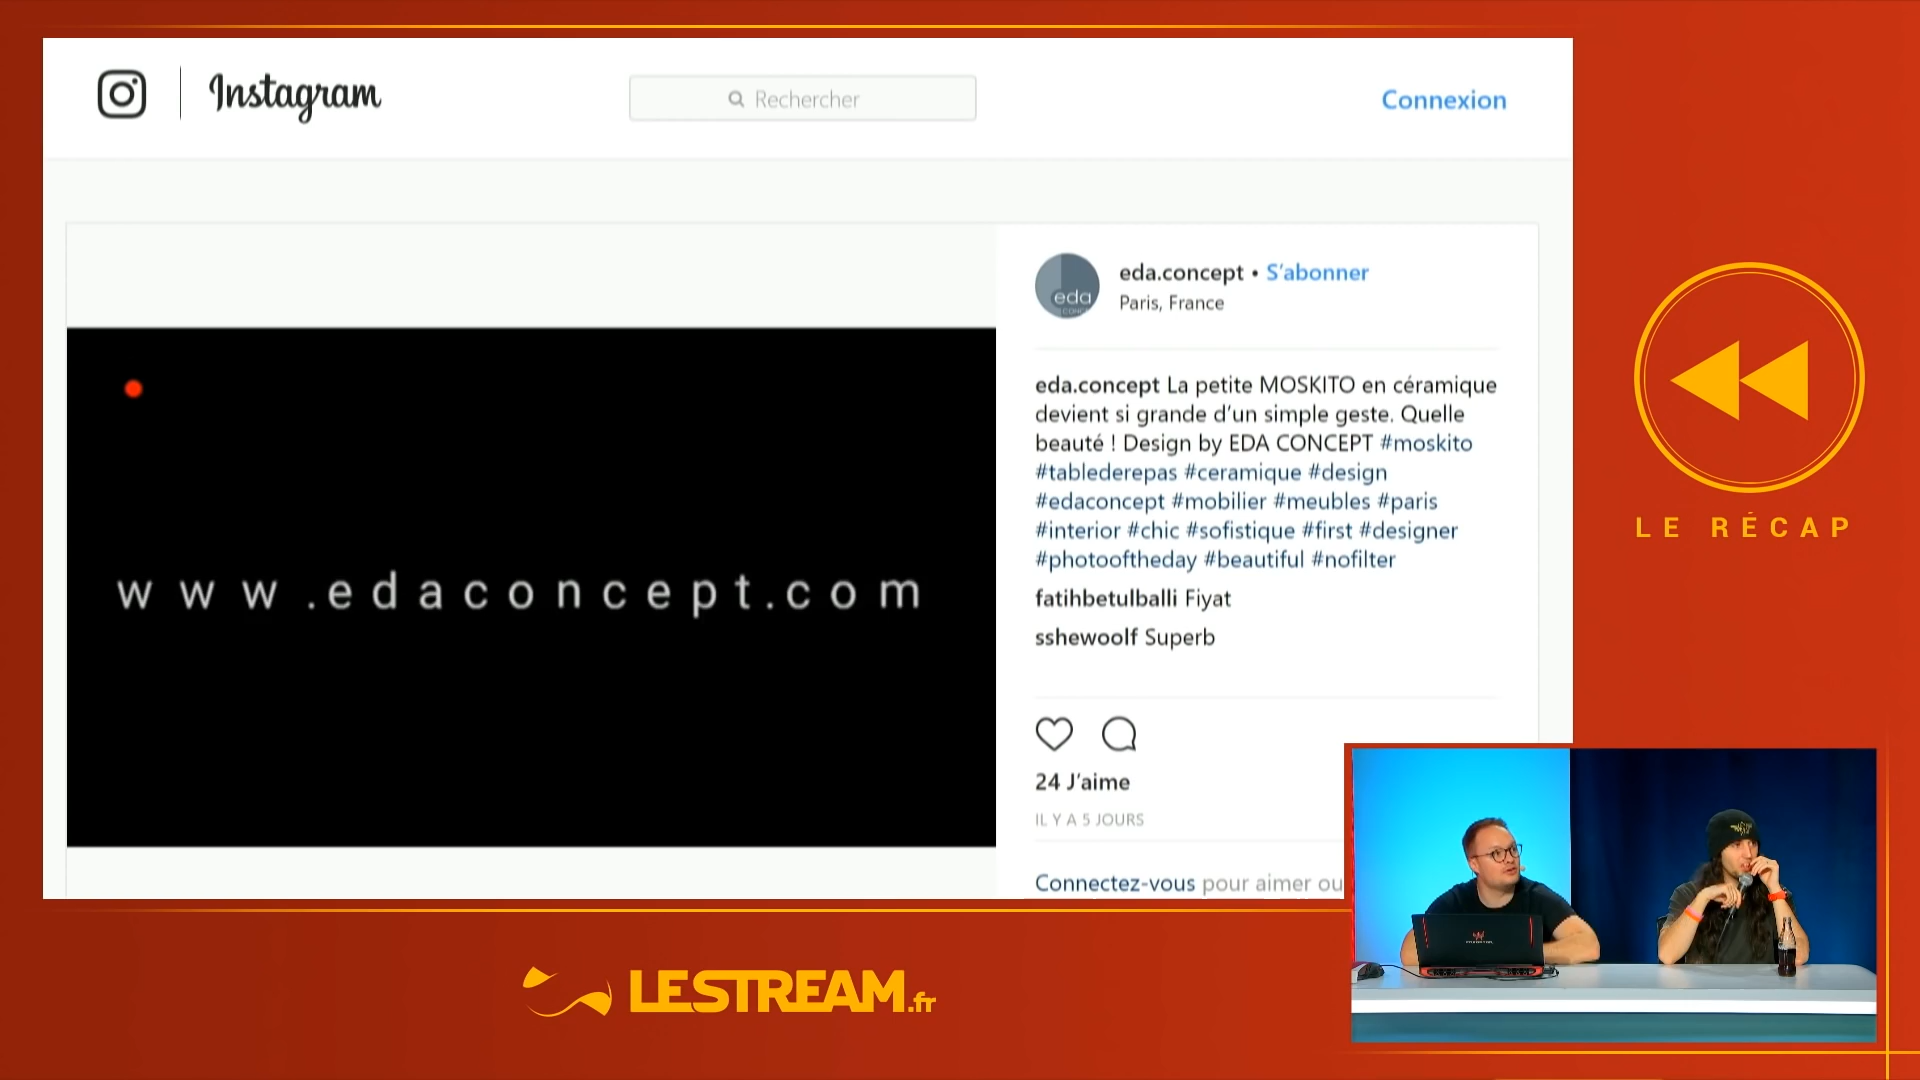 Instagram
Rechercher
Connexion
eda
eda.concept • S'abonner
Paris, France
www.edaconcept.com
eda.concept La petite MOSKITO en céramique
devient si grande d'un simple geste. Quelle
beauté ! Design by EDA CONCEPT #moskito
#tablederepas #ceramique #design
#edaconcept #mobilier #meubles #paris
#interior #chic #sofistique #first #designer
#photooftheday #beautiful #nofilter
fatihbetulballi Fiyat
sshewoolf Superb
24 J'aime
IL Y A 5 JOURS
Connectez-vous pour aimer ou
LE RÉCAP
LESTREAM.fr